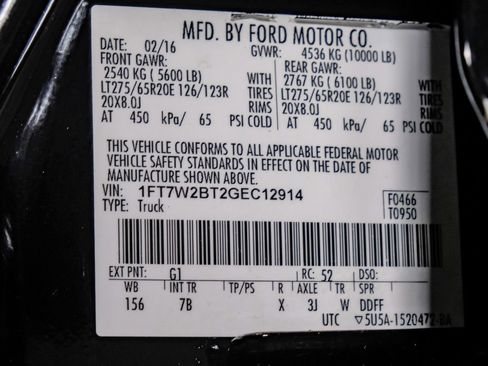 MFD. BY FORD MOTOR CO.
DATE: 02/16 GVWR: 4536 KG (10000 LB)
FRONT GAWR: REAR GAWR:
2540 KG ( 5600 LB) 2767 KG ( 6100 LB) WITH
LT275/65R20E 126/123R TIRES LT275/65R20E 126/123R TIRES
20X8.0J RIMS 20X8.0J RIMS
AT 450 kPa/ 65 PSI COLD AT 450 kPa/ 65
THIS VEHICLE CONFORMS TO ALL APPLICABLE FEDERAL MOTOR
VEHICLE SAFETY STANDARDS IN EFFECT ON THE DATE OF
MANUFACTURE SHOWN ABOVE.
VIN: 1FT7W2BT2GEC12914 F0466
TYPE: Truck T0950
EXT PNT: G1 RC: 52 DSO:
WB INT TR TP/PS R AXLE TR SPR
156 7B X 3J W DDFF
UTC ▽5U5A-1520472-BA